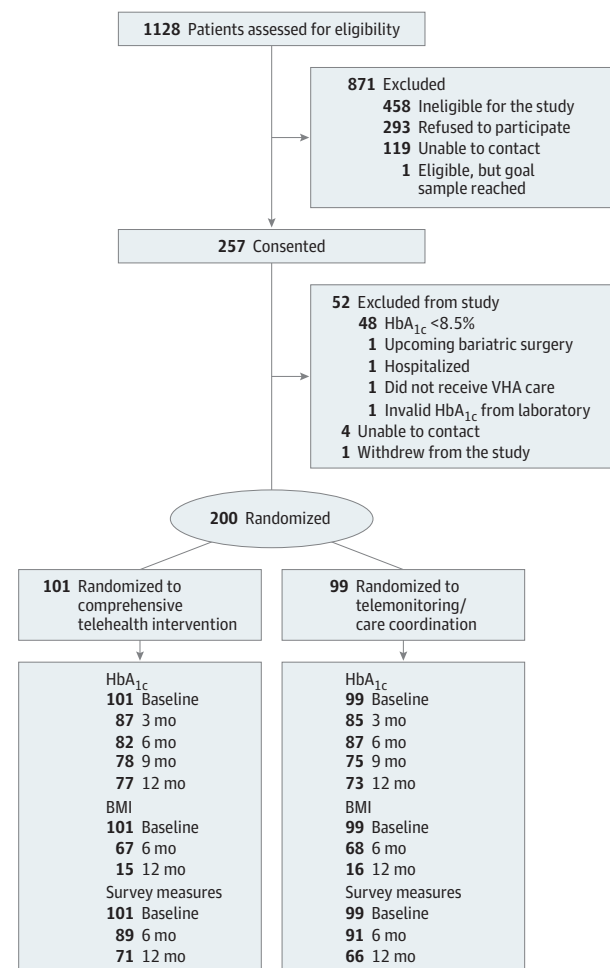 1128 Patients assessed for eligibility
871 Excluded
458 Ineligible for the study
293 Refused to participate
119 Unable to contact
1 Eligible, but goal
sample reached
257 Consented
52 Excluded from study
48 HbA1c <8.5%
1 Upcoming bariatric surgery
1 Hospitalized
1 Did not receive VHA care
1 Invalid HbA1c from laboratory
4 Unable to contact
1 Withdrew from the study
200 Randomized
101 Randomized to
comprehensive
telehealth intervention
99 Randomized to
telemonitoring/
care coordination
HbA1c
101 Baseline
87 3 mo
82 6 mo
78 9 mo
77 12 mo
BMI
101 Baseline
67 6 mo
15 12 mo
Survey measures
101 Baseline
89 6 mo
71 12 mo
HbA1c
99 Baseline
85 3 mo
87 6 mo
75 9 mo
73 12 mo
BMI
99 Baseline
68 6 mo
16 12 mo
Survey measures
99 Baseline
91 6 mo
66 12 mo